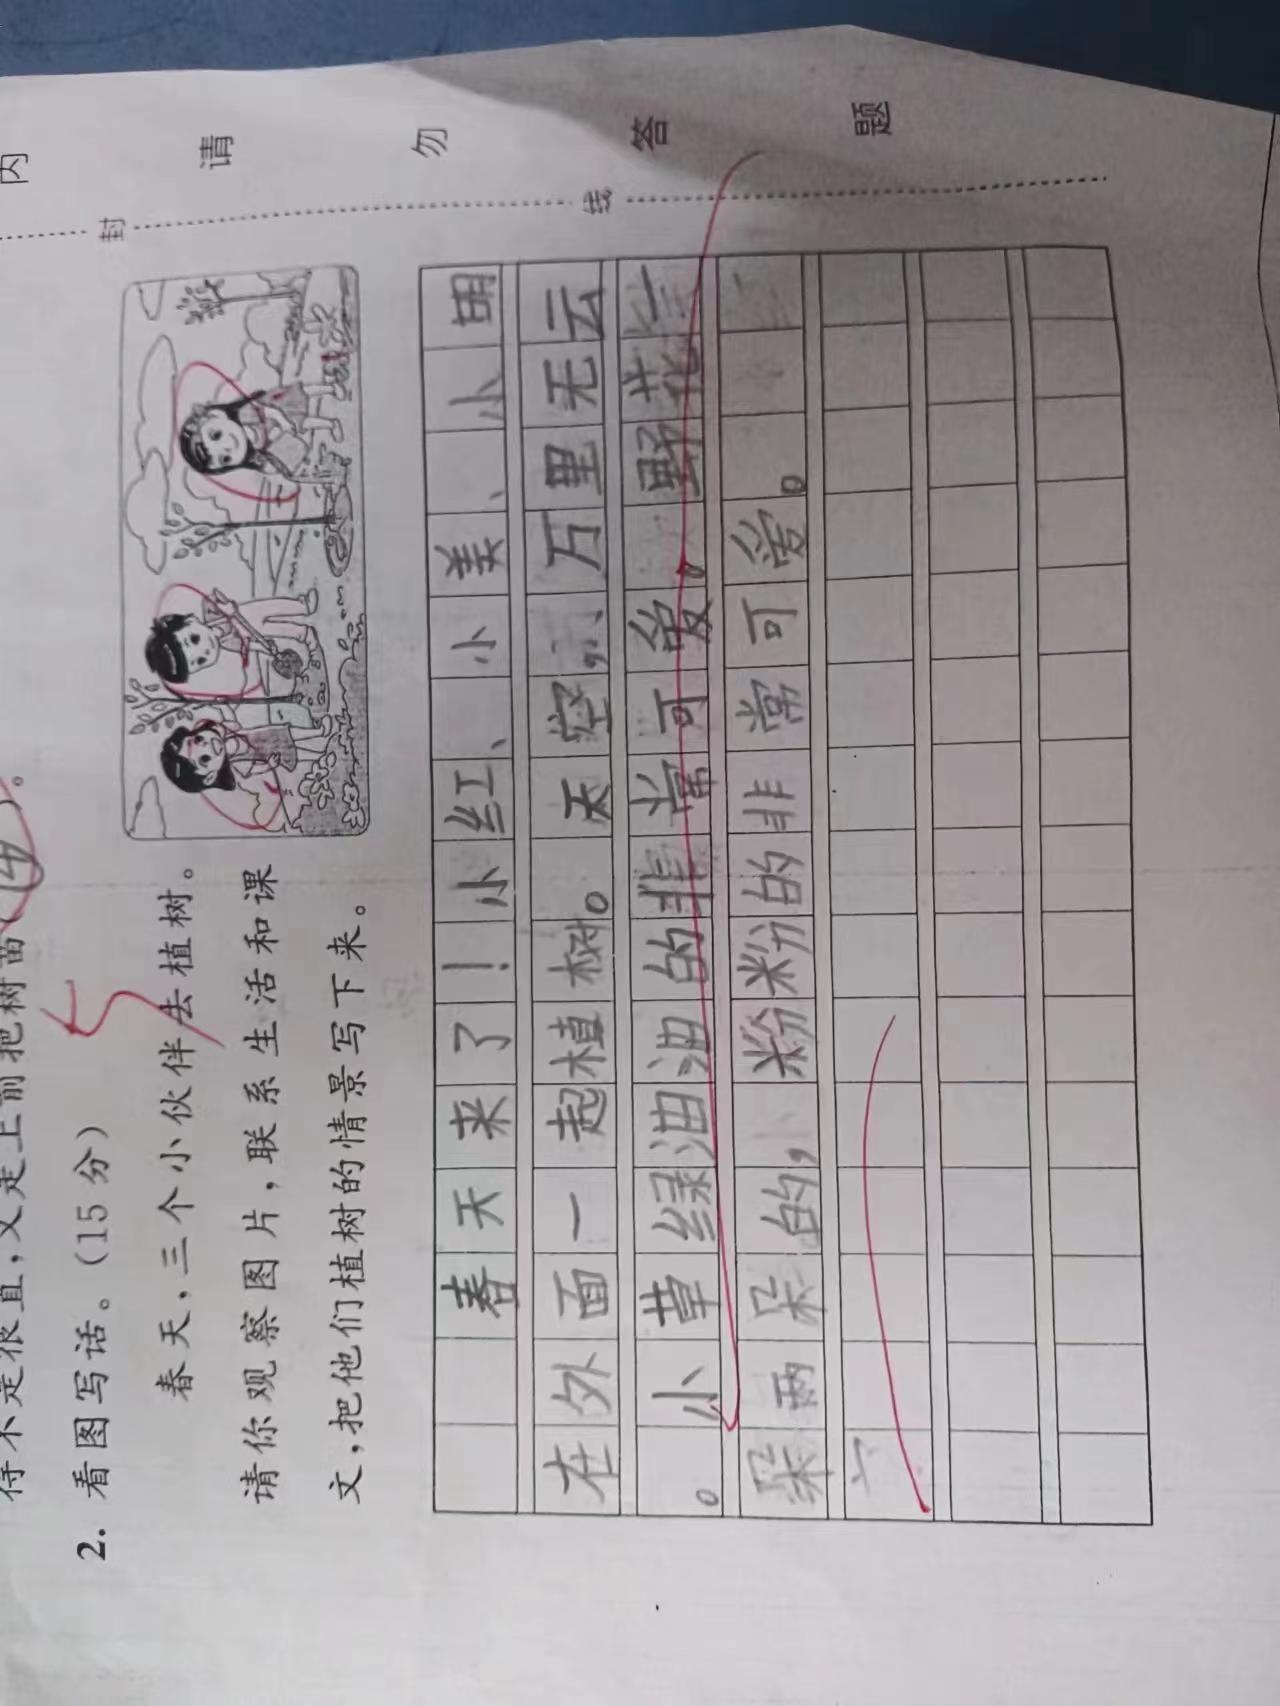 得不是很直，又走上前把树苗（④）。
2. 看图写话。（15 分）
5
春天，三个小伙伴去植树。
请你观察图片，联系生活和课
文，把他们植树的情景写下来。
春天来了！小红、小美、小明
在外面一起植树。天空，万里无云
。小草绿油油的非常可爱。野花一
朵两朵的，粉粉的非常可爱。
内
封
请
勿
线
答
题